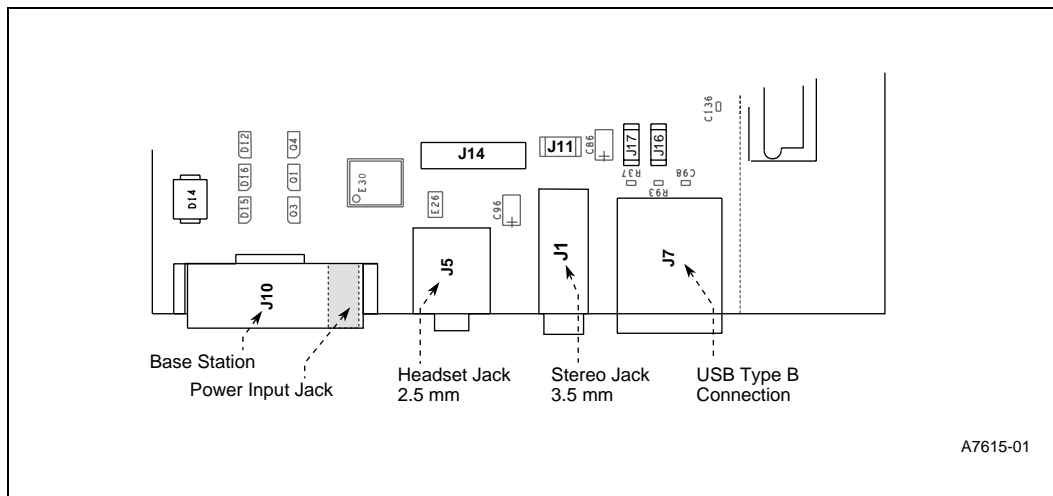 C136
D12
Q4
C86
J17
J16
J11
J14
D16
Q1
E30
R37
R93
C98
D14
D15
Q3
E26
C96
J10
J5
J1
J7
Base Station
Power Input Jack
Headset Jack
2.5 mm
Stereo Jack
3.5 mm
USB Type B
Connection
A7615-01